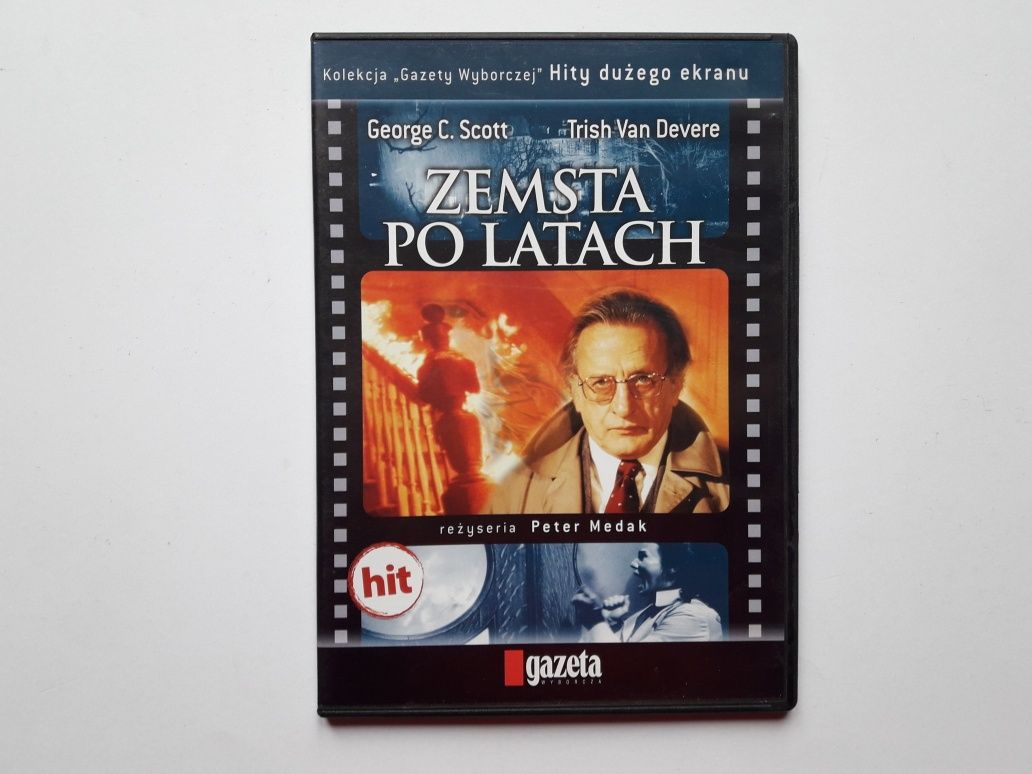 Kolekcja „Gazety Wyborczej” Hity dużego ekranu
George C. Scott Trish Van Devere
ZEMSTA
PO LATACH
reżyseria Peter Medak
hit
gazeta
WYBORCZA